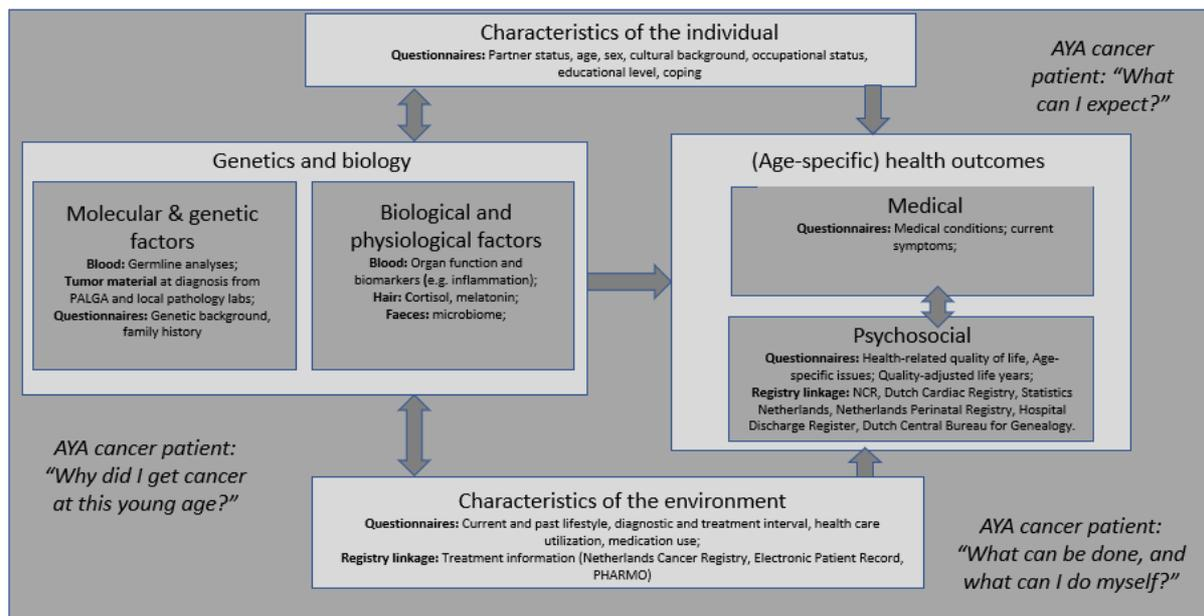 Characteristics of the individual
Questionnaires: Partner status, age, sex, cultural background, occupational status,
educational level, coping
AYA cancer
patient: “What
can I expect?”
Genetics and biology
Molecular & genetic
factors
Blood: Germline analyses;
Tumor material at diagnosis from
PALGA and local pathology labs;
Questionnaires: Genetic background,
family history
Biological and
physiological factors
Blood: Organ function and
biomarkers (e.g. inflammation);
Hair: Cortisol, melatonin;
Faeces: microbiome;
(Age-specific) health outcomes
Medical
Questionnaires: Medical conditions; current
symptoms;
Psychosocial
Questionnaires: Health-related quality of life, Age-
specific issues; Quality-adjusted life years;
Registry linkage: NCR, Dutch Cardiac Registry, Statistics
Netherlands, Netherlands Perinatal Registry, Hospital
Discharge Register, Dutch Central Bureau for Genealogy.
AYA cancer patient:
“Why did I get cancer
at this young age?”
Characteristics of the environment
Questionnaires: Current and past lifestyle, diagnostic and treatment interval, health care
utilization, medication use;
Registry linkage: Treatment information (Netherlands Cancer Registry, Electronic Patient Record,
PHARMO)
AYA cancer patient:
“What can be done, and
what can I do myself?”